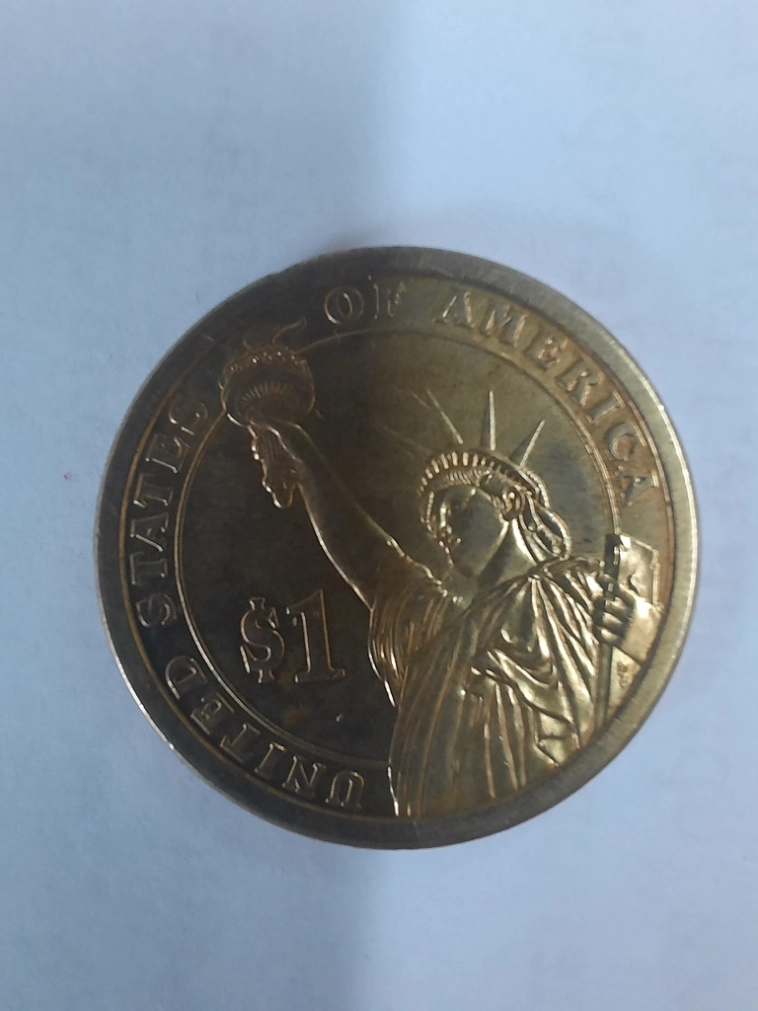 UNITED STATES OF AMERICA
$1